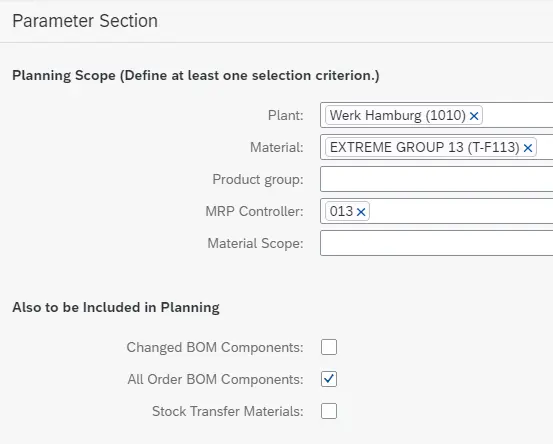 Parameter Section
Planning Scope (Define at least one selection criterion.)
Plant: Werk Hamburg (1010) ×
Material: EXTREME GROUP 13 (T-F113) ×
Product group:
MRP Controller: 013 ×
Material Scope:
Also to be Included in Planning
Changed BOM Components:
All Order BOM Components:
Stock Transfer Materials: